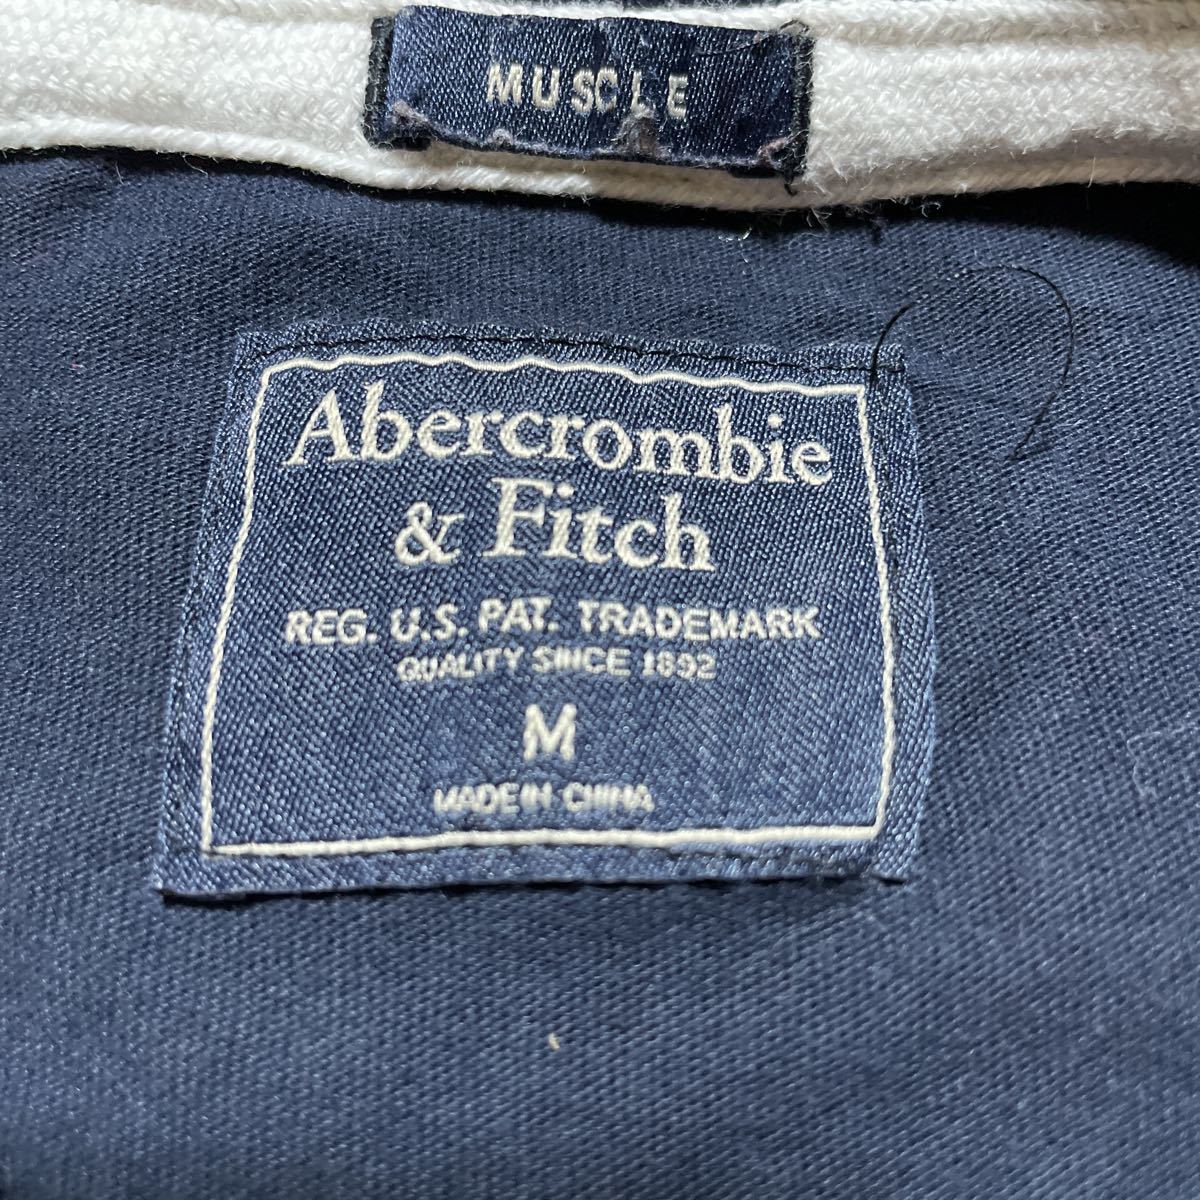 MUSCLE
Abercrombie
& Fitch
REG. U.S. PAT. TRADEMARK
QUALITY SINCE 1892
M
MADE IN CHINA